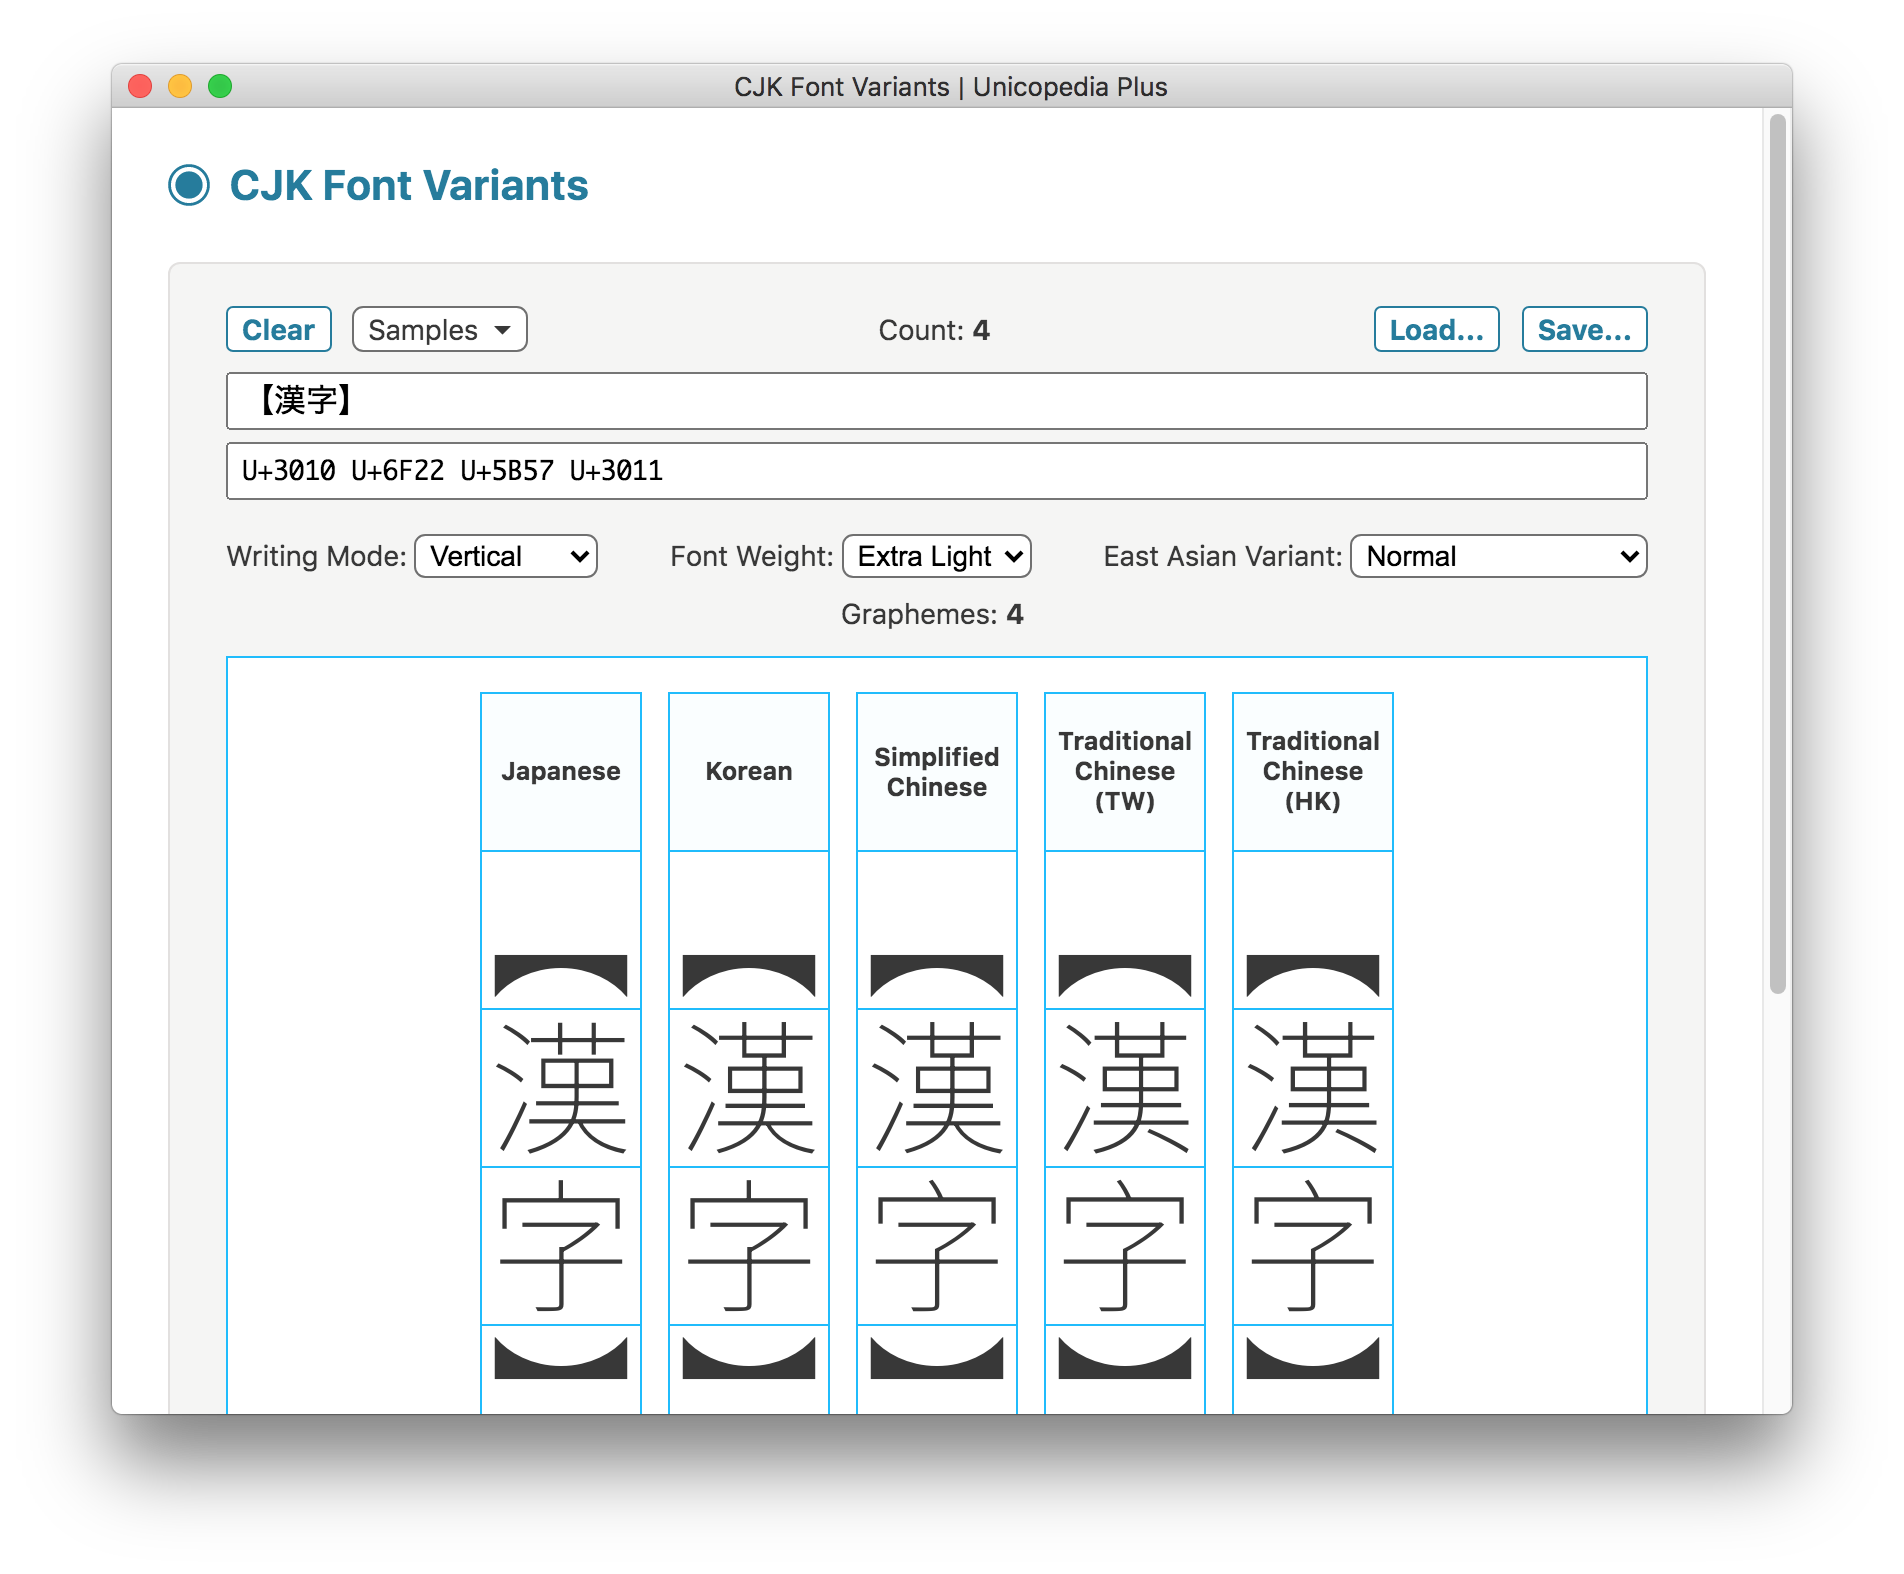 CJK Font Variants | Unicopedia Plus
CJK Font Variants
Clear Samples Count: 4 Load... Save...
【漢字】
U+3010 U+6F22 U+5B57 U+3011
Writing Mode: Vertical Font Weight: Extra Light East Asian Variant: Normal
Graphemes: 4
Japanese
︻
漢
字
︼
Korean
︻
漢
字
︼
Simplified
Chinese
︻
漢
字
︼
Traditional
Chinese
(TW)
︻
漢
字
︼
Traditional
Chinese
(HK)
︻
漢
字
︼